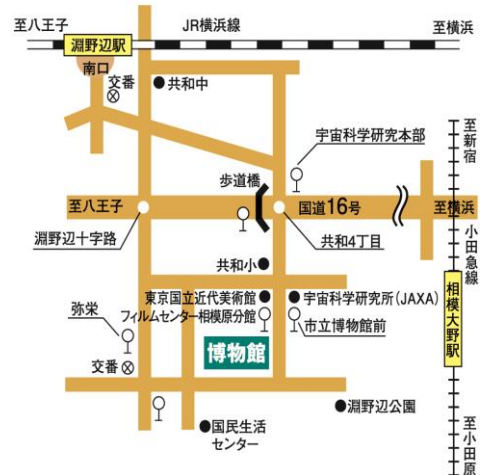 至八王子
JR横浜線
至横浜
淵野辺駅
南口
交番
共和中
至新宿
宇宙科学研究本部
歩道橋
至八王子
国道16号
至横浜
淵野辺十字路
共和4丁目
小田急線
共和小
東京国立近代美術館
フィルムセンター相模原分館
宇宙科学研究所(JAXA)
相模大野駅
弥栄
市立博物館前
博物館
交番
淵野辺公園
国民生活
センター
至小田原